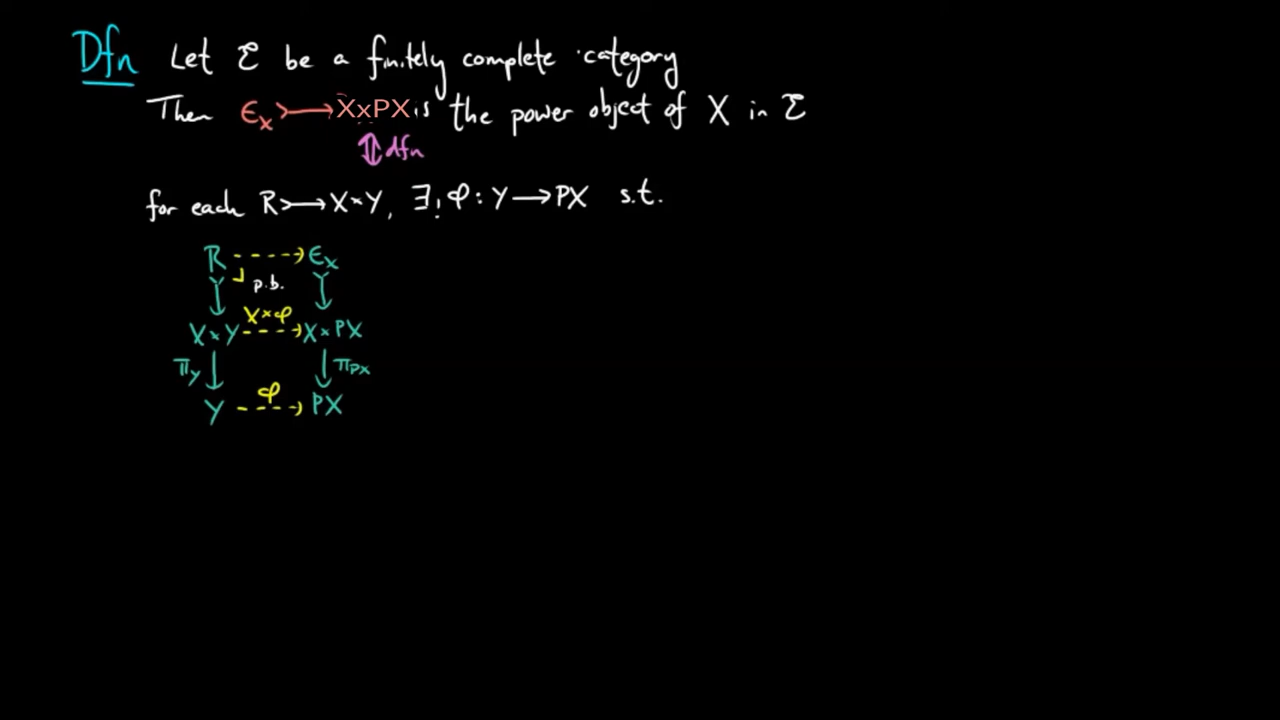 Dfn Let ℰ be a finitely complete category
Then ∈x ↣ XxPX is the power object of X in ℰ
⇕ dfn
for each R ↣ X×Y, ∃! φ: Y → PX s.t.
R ⇢ ∈x
p.b.
X×φ
X×Y ⇢ X×PX
πY πPX
φ
Y ⇢ PX